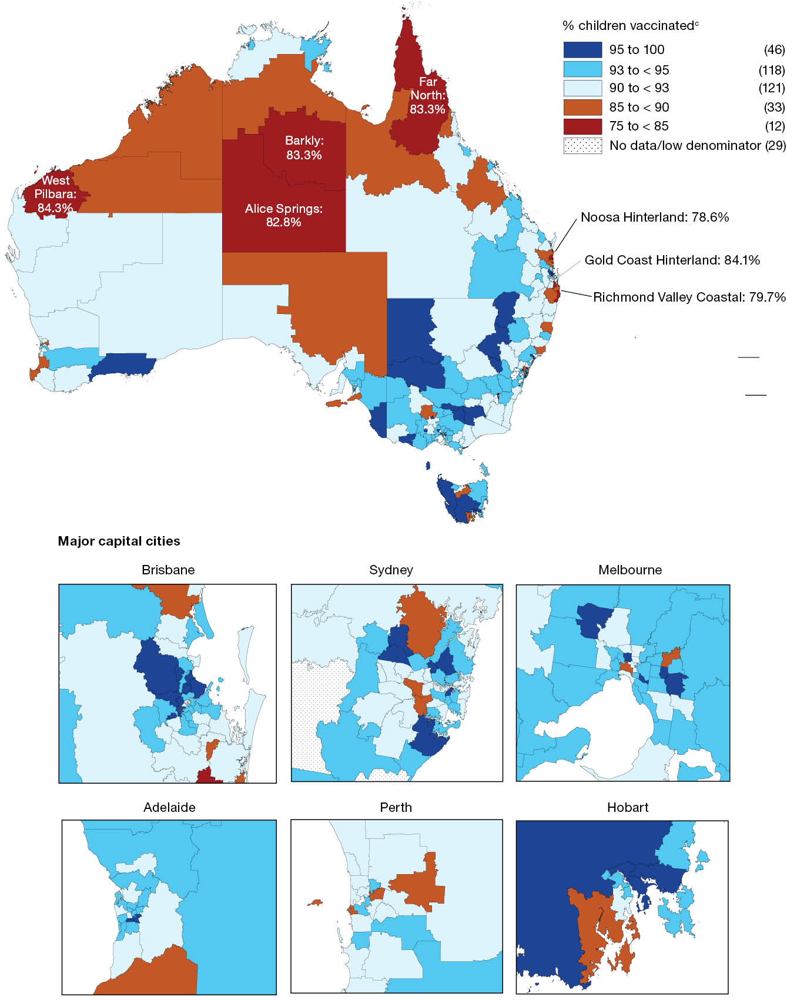 % children vaccinatedᶜ
95 to 100 (46)
93 to < 95 (118)
90 to < 93 (121)
85 to < 90 (33)
75 to < 85 (12)
No data/low denominator (29)
Far
North:
83.3%
Barkly:
83.3%
West
Pilbara:
84.3%
Alice Springs:
82.8%
Noosa Hinterland: 78.6%
Gold Coast Hinterland: 84.1%
Richmond Valley Coastal: 79.7%
Major capital cities
Brisbane
Sydney
Melbourne
Adelaide
Perth
Hobart